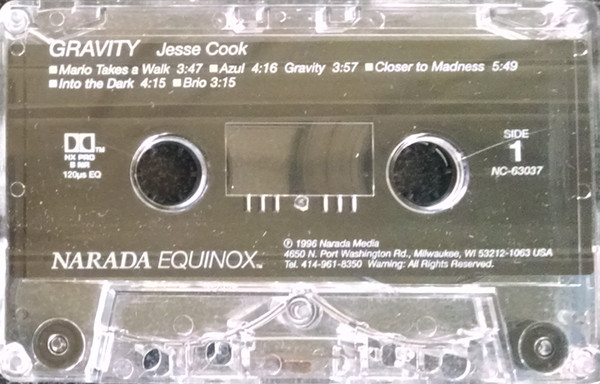 GRAVITY Jesse Cook
■ Mario Takes a Walk 3:47 ■ Azul 4:16 Gravity 3:57 ■ Closer to Madness 5:49
■ Into the Dark 4:15 ■ Brio 3:15
DD™
HX PRO
B NR
120µs EQ
SIDE
1
NC-63037
NARADA EQUINOX™
℗ 1996 Narada Media
4650 N. Port Washington Rd., Milwaukee, WI 53212-1063 USA
Tel. 414-961-8350 Warning: All Rights Reserved.